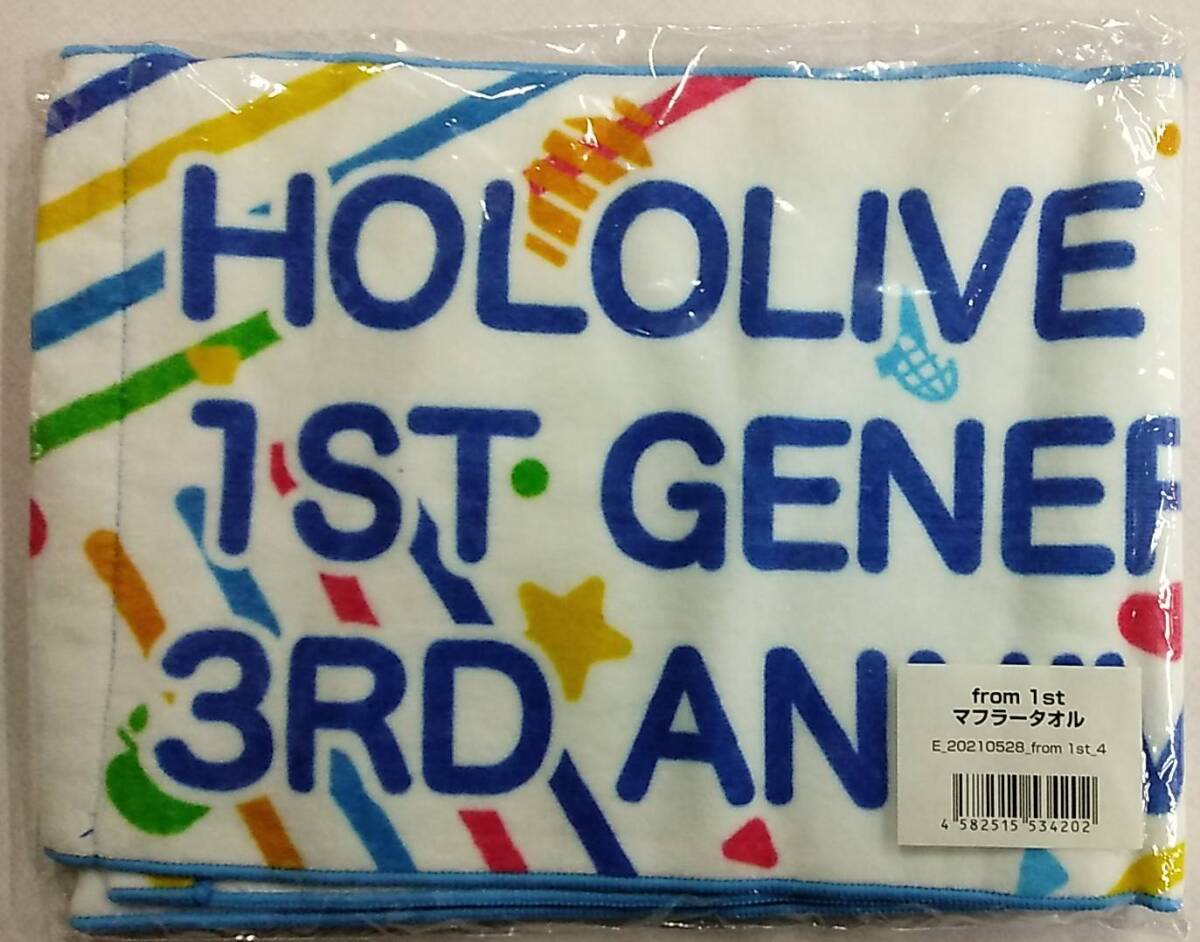 HOLOLIVE
1ST GENER
3RD AN
from 1st
マフラータオル
E_20210528_from 1st_4
4 582515 534202